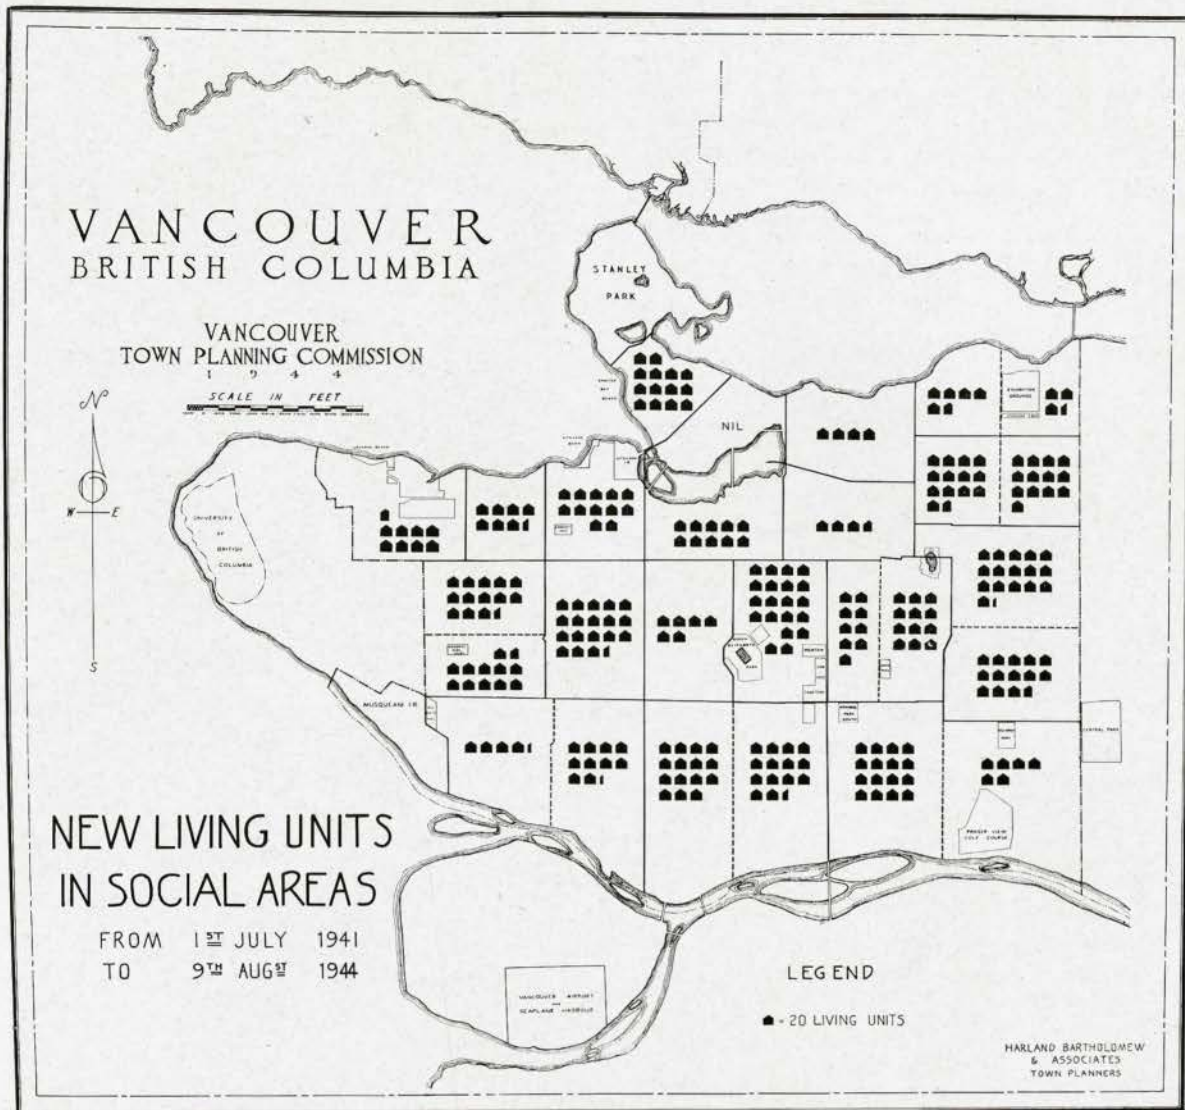 VANCOUVER
BRITISH COLUMBIA
VANCOUVER
TOWN PLANNING COMMISSION
1944
SCALE IN FEET
N
W E
S
STANLEY
PARK
NIL
EXHIBITION
GROUNDS
UNIVERSITY
OF
BRITISH
COLUMBIA
MUSQUEAM I.R.
CENTRAL PARK
FRASER VIEW
GOLF COURSE
NEW LIVING UNITS
IN SOCIAL AREAS
FROM 1ST JULY 1941
TO 9TH AUGST 1944
VANCOUVER AIRPORT
AND
SEAPLANE HARBOUR
LEGEND
- 20 LIVING UNITS
HARLAND BARTHOLOMEW
& ASSOCIATES
TOWN PLANNERS